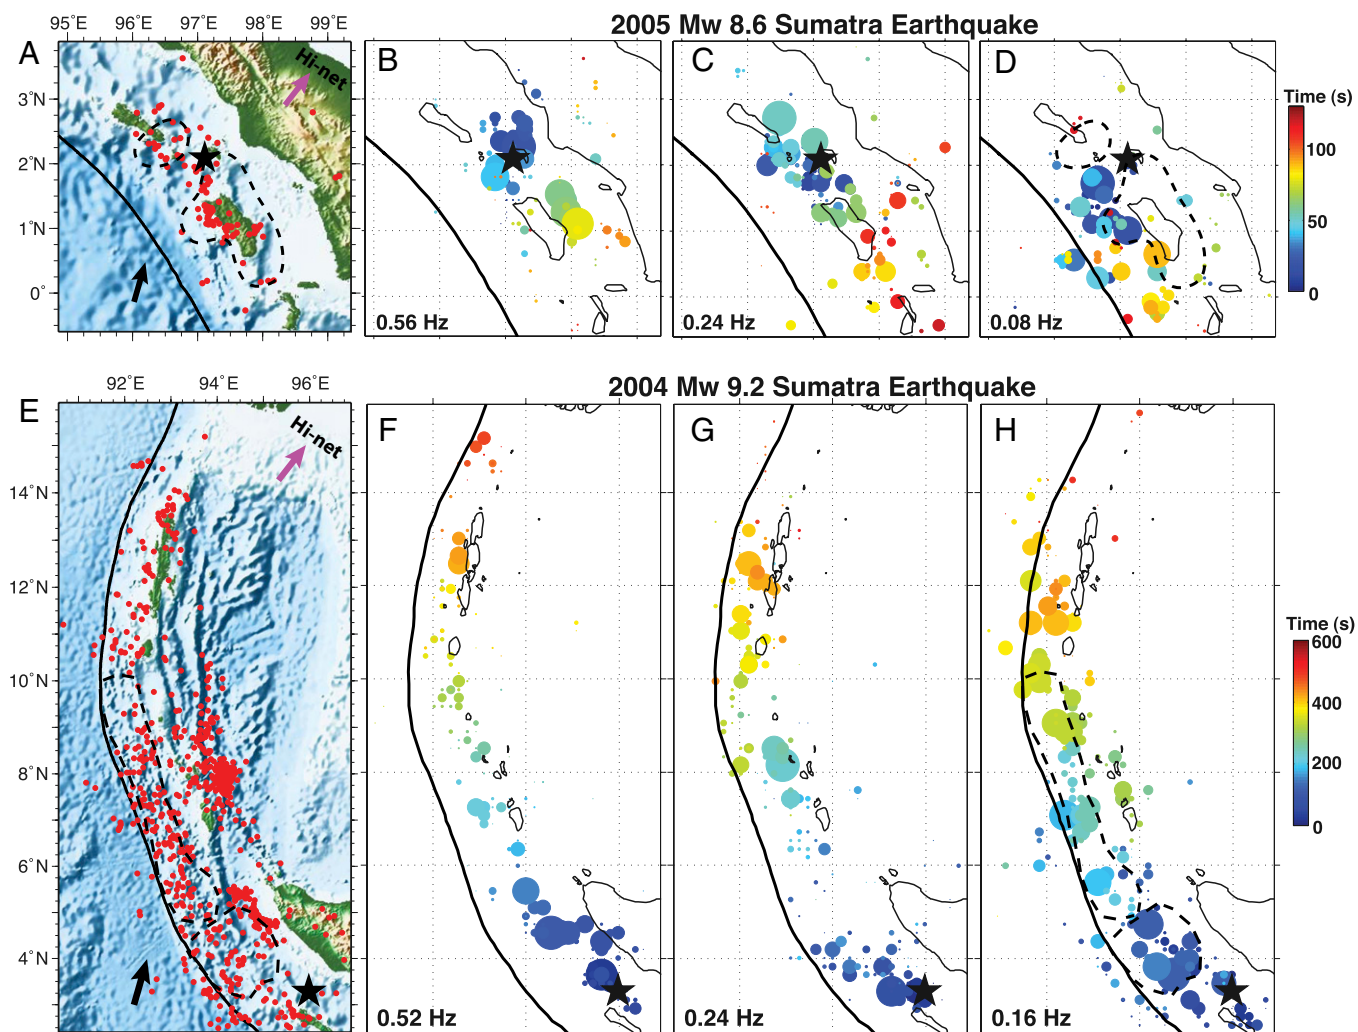 2005 Mw 8.6 Sumatra Earthquake
95°E 96°E 97°E 98°E 99°E
A
B
C
D
Hi-net
3°N
2°N
1°N
0°
0.56 Hz
0.24 Hz
0.08 Hz
Time (s)
100
50
0
2004 Mw 9.2 Sumatra Earthquake
92°E 94°E 96°E
E
F
G
H
Hi-net
14°N
12°N
10°N
8°N
6°N
4°N
0.52 Hz
0.24 Hz
0.16 Hz
Time (s)
600
400
200
0